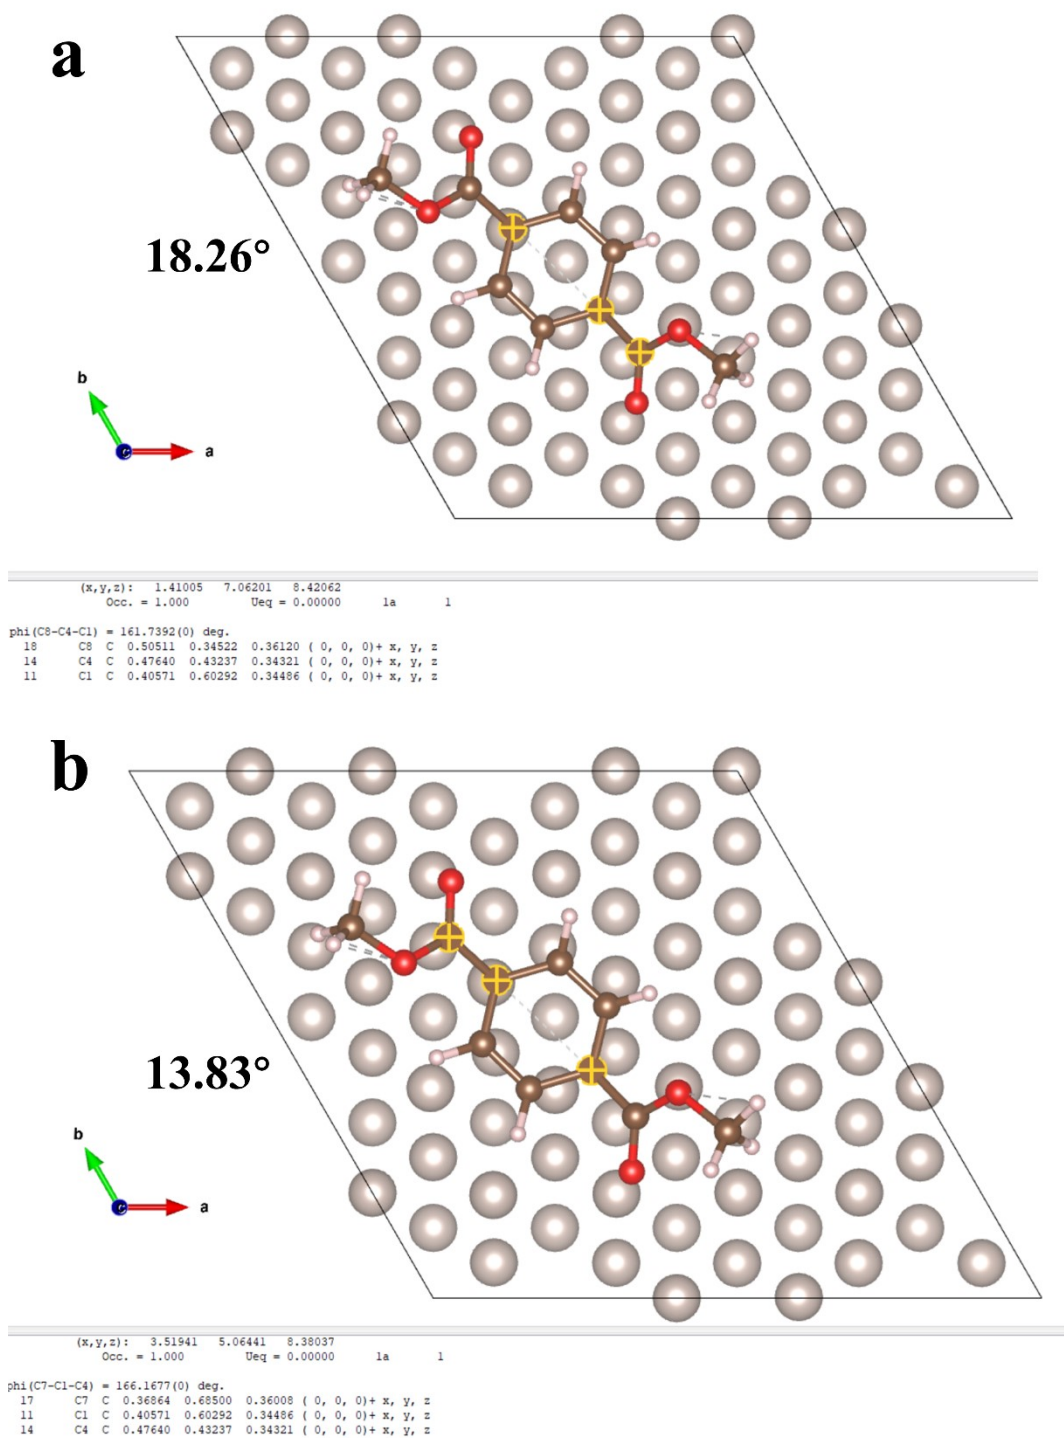 a
18.26°
b
a
(x,y,z): 1.41005 7.06201 8.42062
Occ. = 1.000 Ueq = 0.00000 1a 1
phi(C8-C4-C1) = 161.7392(0) deg.
18 C8 C 0.50511 0.34522 0.36120 ( 0, 0, 0)+ x, y, z
14 C4 C 0.47640 0.43237 0.34321 ( 0, 0, 0)+ x, y, z
11 C1 C 0.40571 0.60292 0.34486 ( 0, 0, 0)+ x, y, z
b
13.83°
b
a
(x,y,z): 3.51941 5.06441 8.38037
Occ. = 1.000 Ueq = 0.00000 1a 1
phi(C7-C1-C4) = 166.1677(0) deg.
17 C7 C 0.36864 0.68500 0.36008 ( 0, 0, 0)+ x, y, z
11 C1 C 0.40571 0.60292 0.34486 ( 0, 0, 0)+ x, y, z
14 C4 C 0.47640 0.43237 0.34321 ( 0, 0, 0)+ x, y, z